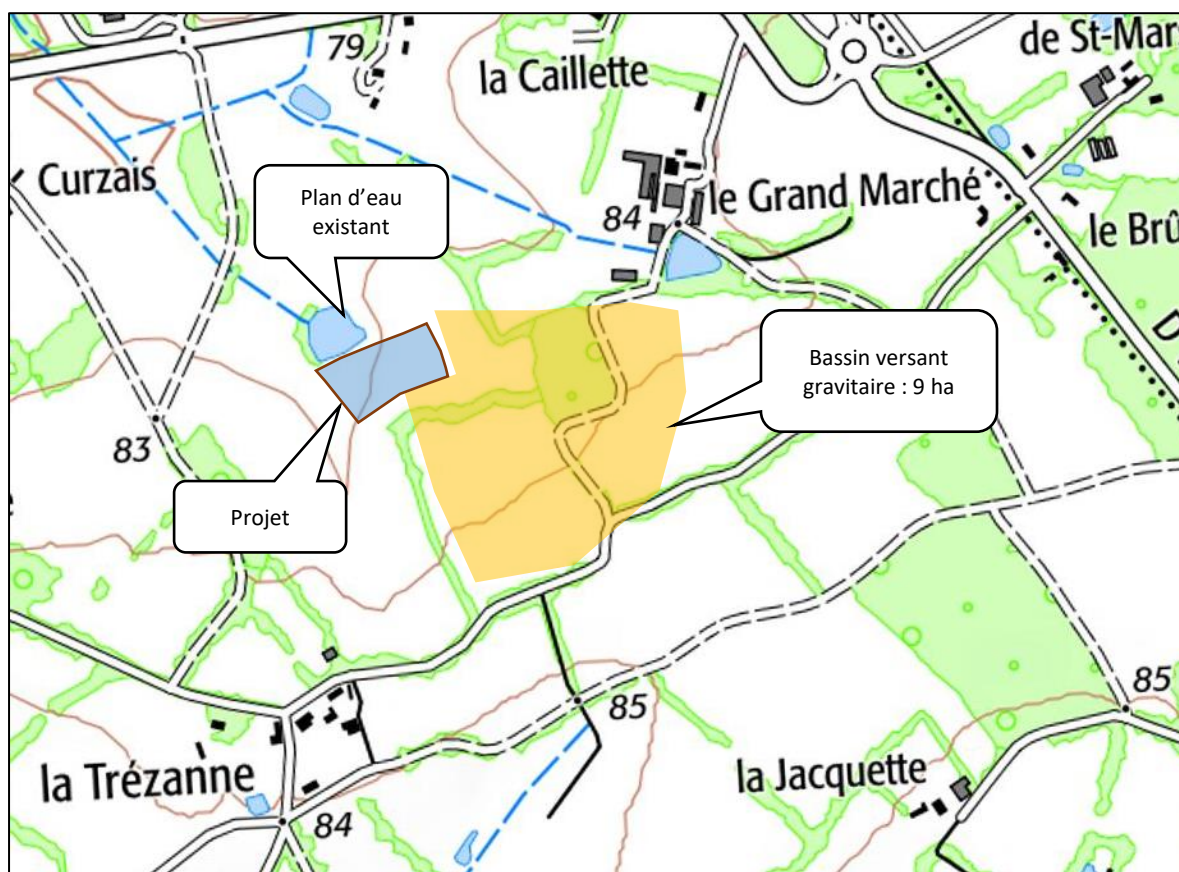 79
de St-Mar
la Caillette
Curzais
Plan d'eau
existant
84
le Grand Marché
le Brû
Bassin versant
gravitaire : 9 ha
83
Projet
85
85
la Trézanne
la Jacquette
84